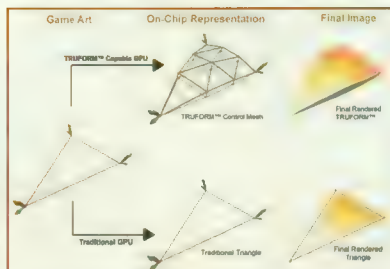 Game Art
On-Chip Representation
Final Image
TRUFORM™ Capable GPU
TRUFORM™ Control Mesh
Final Rendered
TRUFORM™
Traditional GPU
Traditional Triangle
Final Rendered
Triangle